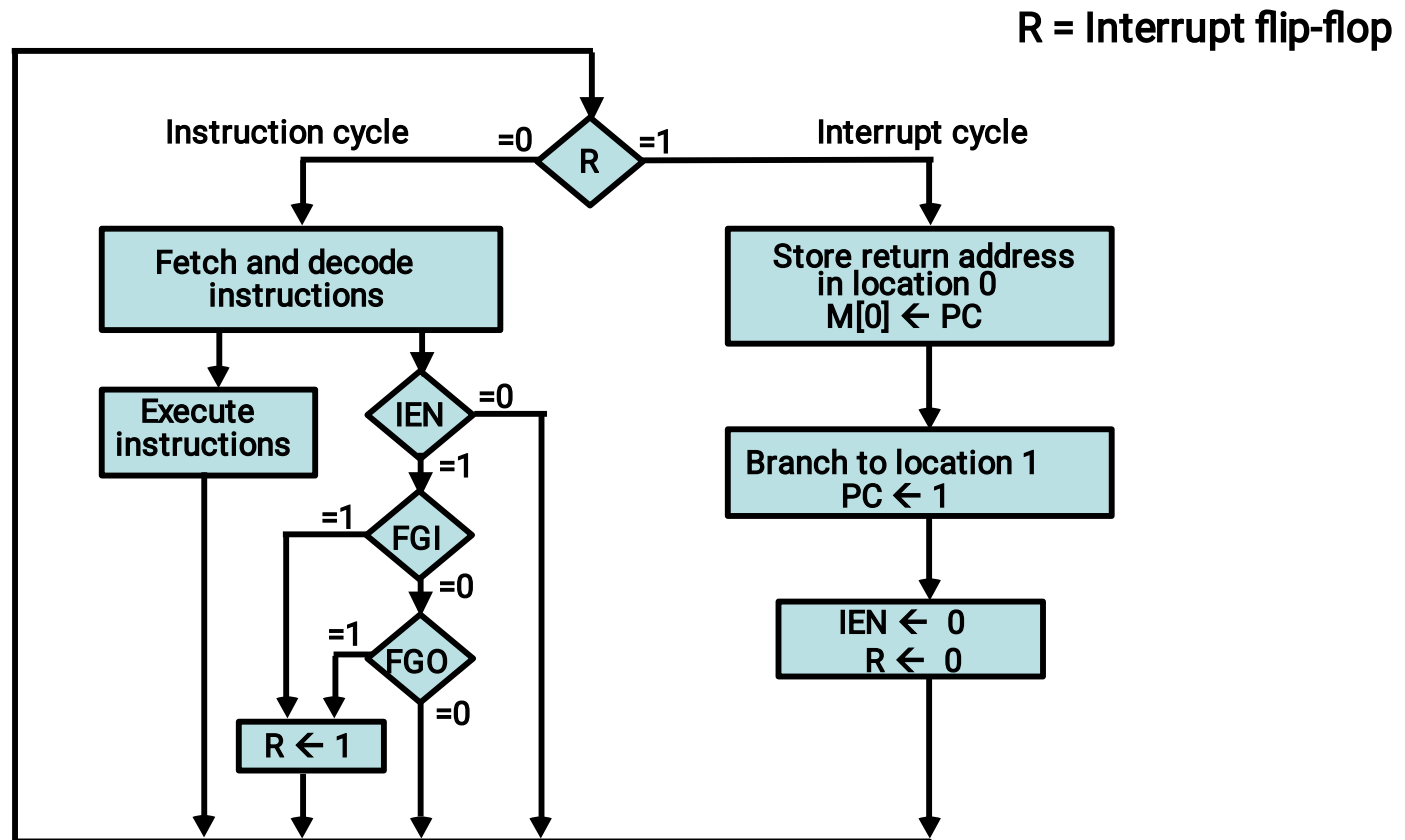 R = Interrupt flip-flop
Instruction cycle
=0
R
=1
Interrupt cycle
Fetch and decode
instructions
Store return address
in location 0
M[0] ← PC
Execute
instructions
IEN
=0
=1
Branch to location 1
PC ← 1
=1
FGI
=0
=1
FGO
=0
IEN ← 0
R ← 0
R ← 1